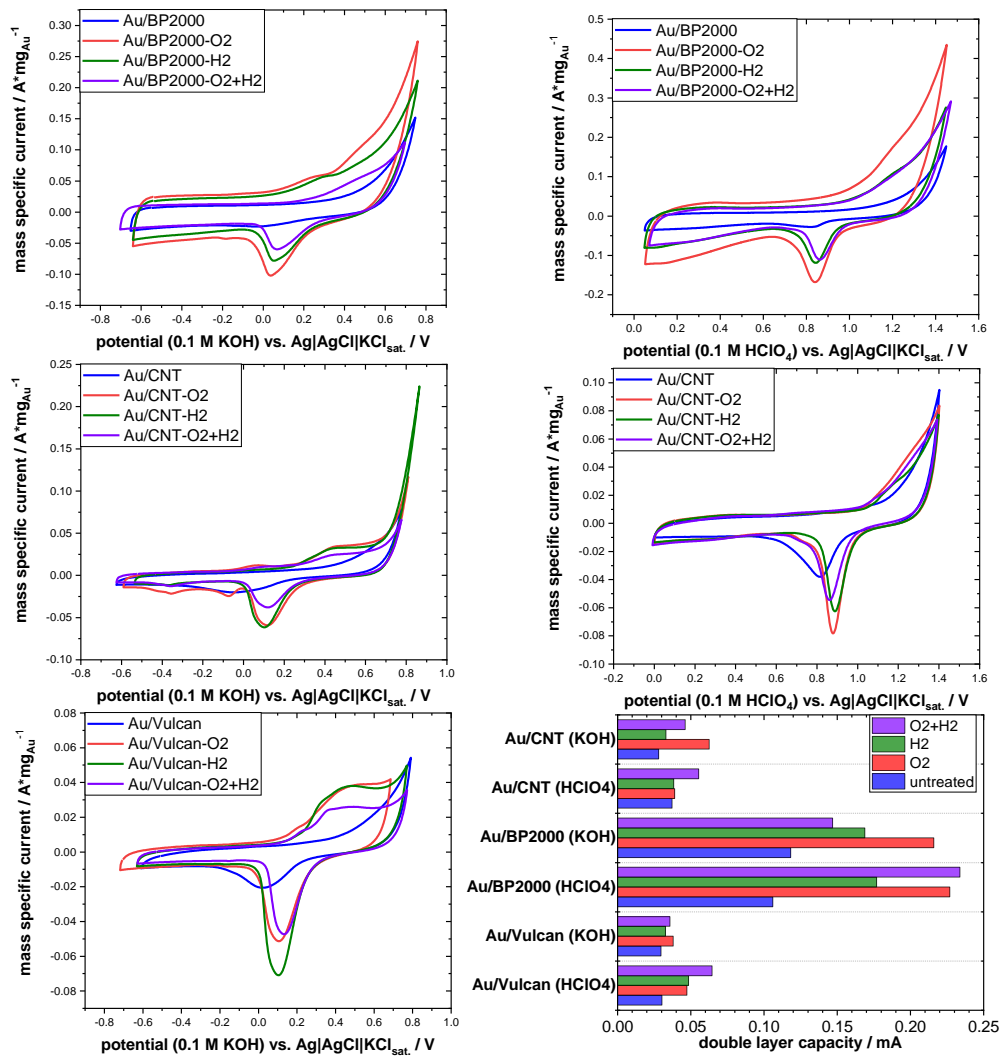 Au/BP2000
Au/BP2000-O2
Au/BP2000-H2
Au/BP2000-O2+H2
0.30
0.25
0.20
0.15
0.10
0.05
0.00
-0.05
-0.10
-0.15
mass specific current / A*mgAu-1
-0.8 -0.6 -0.4 -0.2 0.0 0.2 0.4 0.6 0.8
potential (0.1 M KOH) vs. Ag|AgCl|KClsat. / V
Au/BP2000
Au/BP2000-O2
Au/BP2000-H2
Au/BP2000-O2+H2
0.5
0.4
0.3
0.2
0.1
0.0
-0.1
-0.2
mass specific current / A*mgAu-1
0.0 0.2 0.4 0.6 0.8 1.0 1.2 1.4 1.6
potential (0.1 M HClO4) vs. Ag|AgCl|KClsat. / V
Au/CNT
Au/CNT-O2
Au/CNT-H2
Au/CNT-O2+H2
0.25
0.20
0.15
0.10
0.05
0.00
-0.05
-0.10
mass specific current / A*mgAu-1
-0.8 -0.6 -0.4 -0.2 0.0 0.2 0.4 0.6 0.8 1.0
potential (0.1 M KOH) vs. Ag|AgCl|KClsat. / V
Au/CNT
Au/CNT-O2
Au/CNT-H2
Au/CNT-O2+H2
0.10
0.08
0.06
0.04
0.02
0.00
-0.02
-0.04
-0.06
-0.08
-0.10
mass specific current / A*mgAu-1
0.0 0.2 0.4 0.6 0.8 1.0 1.2 1.4 1.6
potential (0.1 M HClO4) vs. Ag|AgCl|KClsat. / V
Au/Vulcan
Au/Vulcan-O2
Au/Vulcan-H2
Au/Vulcan-O2+H2
0.08
0.06
0.04
0.02
0.00
-0.02
-0.04
-0.06
-0.08
mass specific current / A*mgAu-1
-0.8 -0.6 -0.4 -0.2 0.0 0.2 0.4 0.6 0.8 1.0
potential (0.1 M KOH) vs. Ag|AgCl|KClsat. / V
O2+H2
H2
O2
untreated
Au/CNT (KOH)
Au/CNT (HClO4)
Au/BP2000 (KOH)
Au/BP2000 (HClO4)
Au/Vulcan (KOH)
Au/Vulcan (HClO4)
0.00 0.05 0.10 0.15 0.20 0.25
double layer capacity / mA